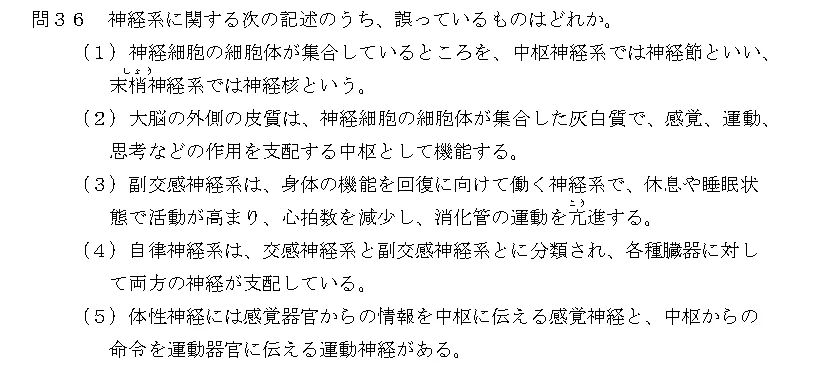 問３６　神経系に関する次の記述のうち、誤っているものはどれか。
（１）神経細胞の細胞体が集合しているところを、中枢神経系では神経節といい、
しょう
末梢神経系では神経核という。
（２）大脳の外側の皮質は、神経細胞の細胞体が集合した灰白質で、感覚、運動、
思考などの作用を支配する中枢として機能する。
（３）副交感神経系は、身体の機能を回復に向けて働く神経系で、休息や睡眠状
こう
態で活動が高まり、心拍数を減少し、消化管の運動を亢進する。
（４）自律神経系は、交感神経系と副交感神経系とに分類され、各種臓器に対し
て両方の神経が支配している。
（５）体性神経には感覚器官からの情報を中枢に伝える感覚神経と、中枢からの
命令を運動器官に伝える運動神経がある。